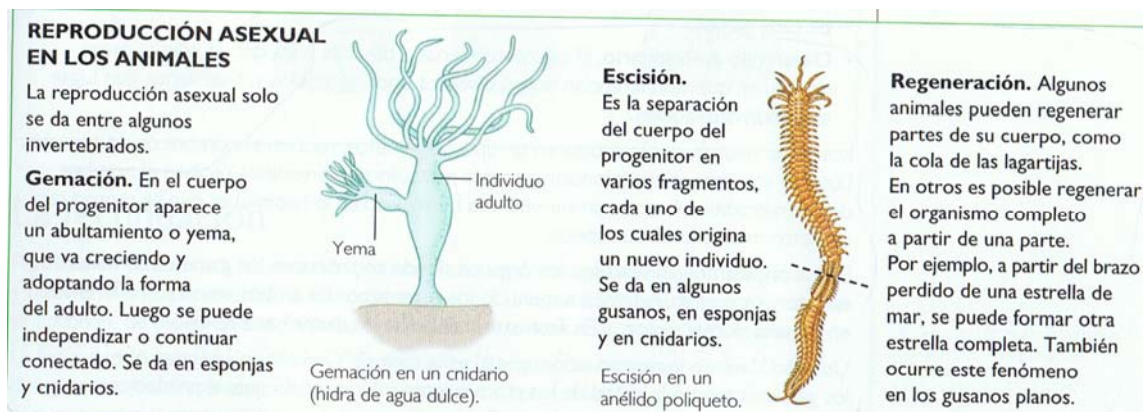 REPRODUCCIÓN ASEXUAL
EN LOS ANIMALES
La reproducción asexual solo
se da entre algunos
invertebrados.
Gemación. En el cuerpo
del progenitor aparece
un abultamiento o yema,
que va creciendo y
adoptando la forma
del adulto. Luego se puede
independizar o continuar
conectado. Se da en esponjas
y cnidarios.
Yema
Individuo
adulto
Gemación en un cnidario
(hidra de agua dulce).
Escisión.
Es la separación
del cuerpo del
progenitor en
varios fragmentos,
cada uno de
los cuales origina
un nuevo individuo.
Se da en algunos
gusanos, en esponjas
y en cnidarios.
Escisión en un
anélido poliqueto.
Regeneración. Algunos
animales pueden regenerar
partes de su cuerpo, como
la cola de las lagartijas.
En otros es posible regenerar
el organismo completo
a partir de una parte.
Por ejemplo, a partir del brazo
perdido de una estrella de
mar, se puede formar otra
estrella completa. También
ocurre este fenómeno
en los gusanos planos.